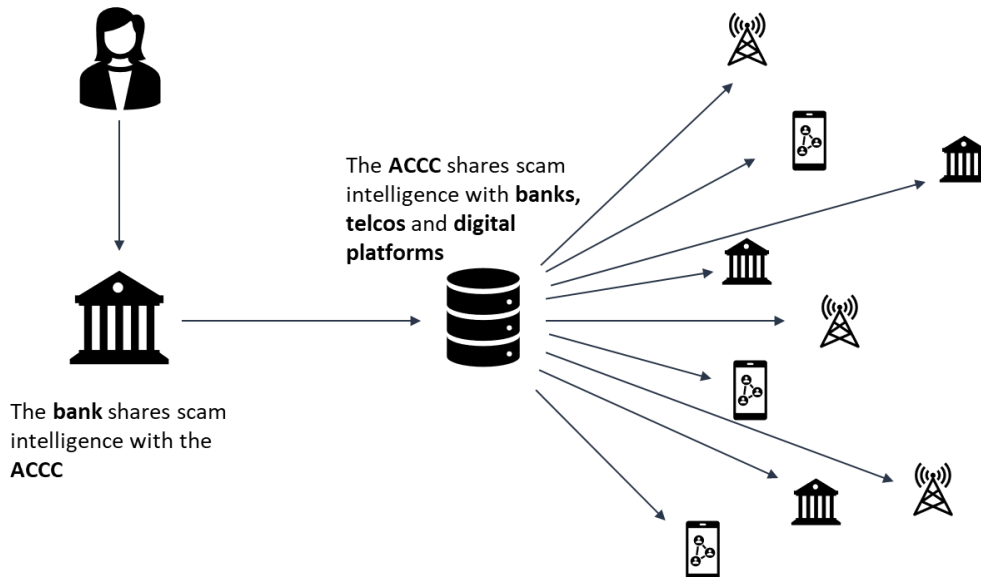 The ACCC shares scam
intelligence with banks,
telcos and digital
platforms
The bank shares scam
intelligence with the
ACCC